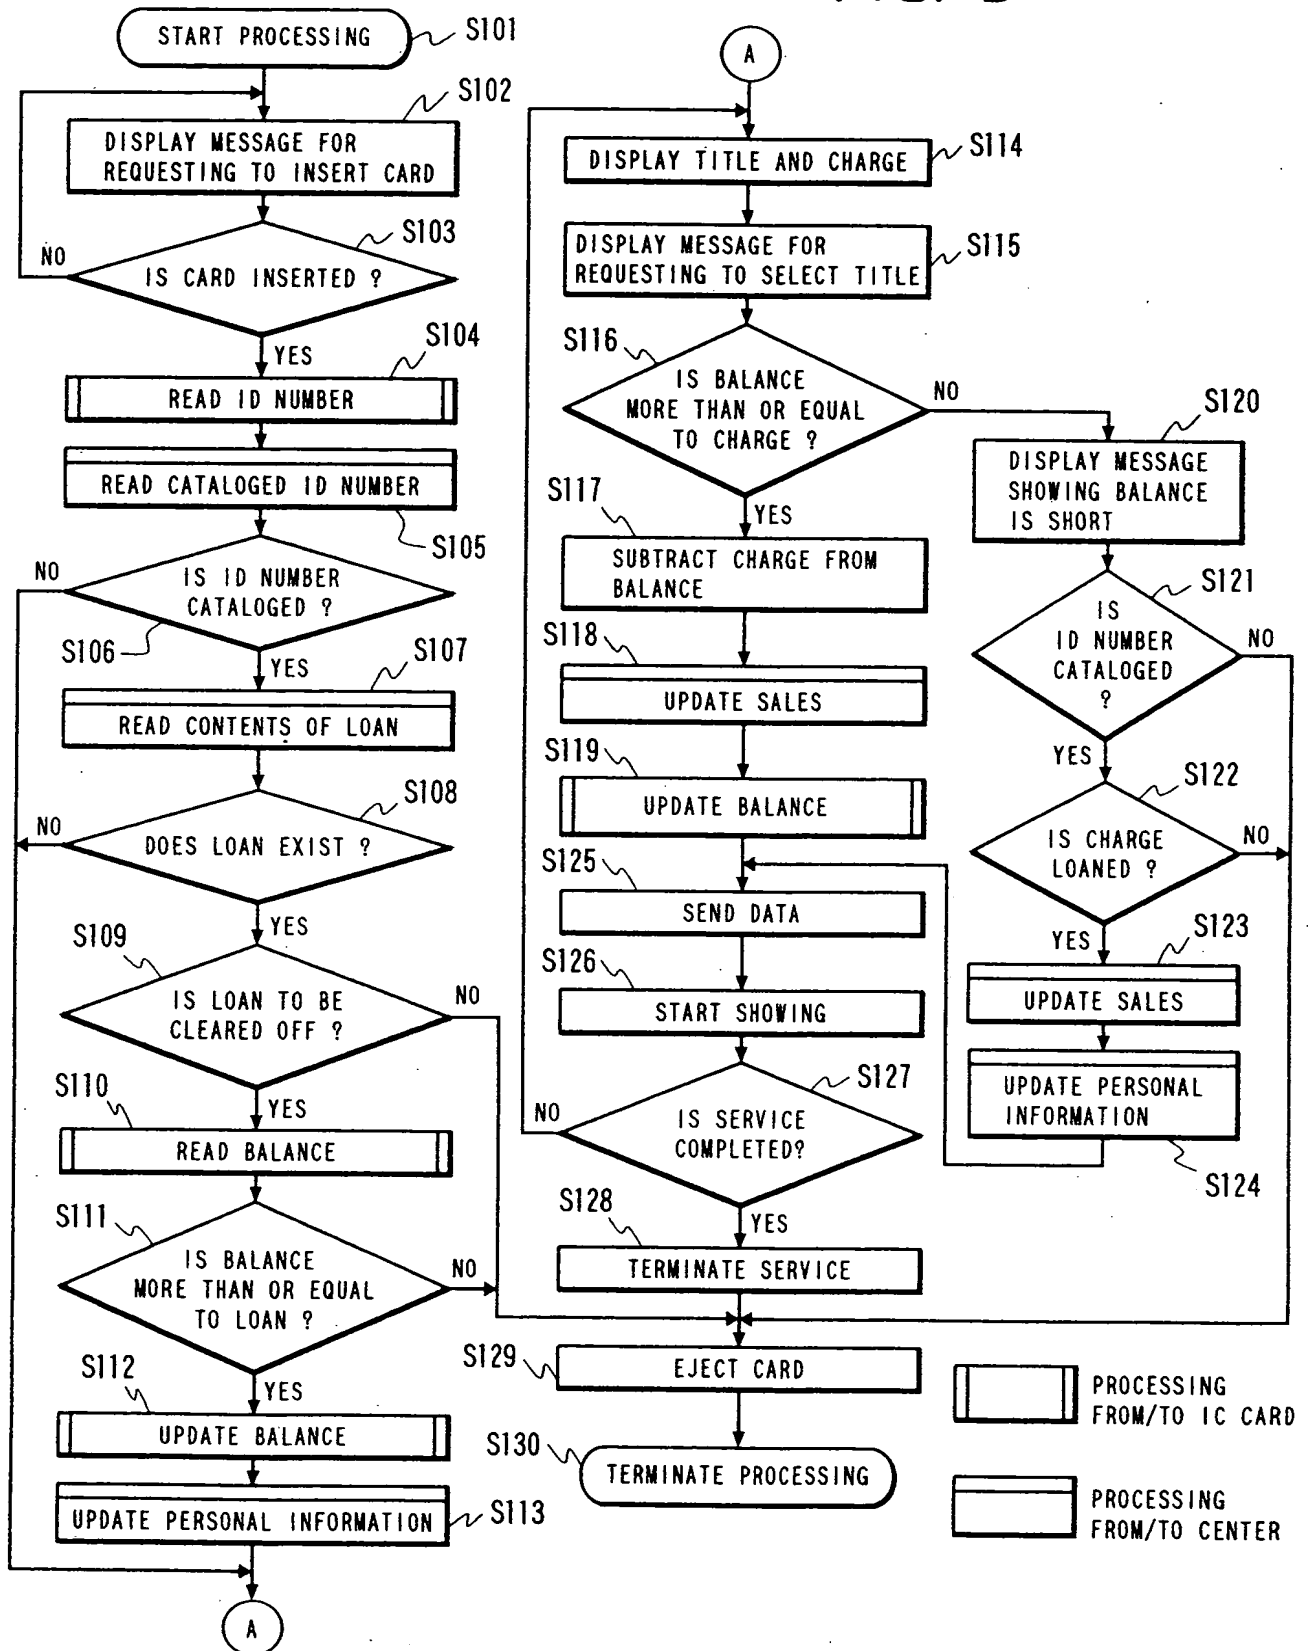 START PROCESSING
S101
S102
DISPLAY MESSAGE FOR
REQUESTING TO INSERT CARD
S103
NO
IS CARD INSERTED ?
YES
S104
READ ID NUMBER
READ CATALOGED ID NUMBER
S105
NO
IS ID NUMBER
CATALOGED ?
S106
YES
S107
READ CONTENTS OF LOAN
S108
NO
DOES LOAN EXIST ?
YES
S109
IS LOAN TO BE
CLEARED OFF ?
NO
YES
S110
READ BALANCE
S111
IS BALANCE
MORE THAN OR EQUAL
TO LOAN ?
NO
YES
S112
UPDATE BALANCE
UPDATE PERSONAL INFORMATION
S113
A
A
DISPLAY TITLE AND CHARGE
S114
DISPLAY MESSAGE FOR
REQUESTING TO SELECT TITLE
S115
S116
IS BALANCE
MORE THAN OR EQUAL
TO CHARGE ?
NO
YES
S117
SUBTRACT CHARGE FROM
BALANCE
S118
UPDATE SALES
S119
UPDATE BALANCE
S125
SEND DATA
S126
START SHOWING
S127
NO
IS SERVICE
COMPLETED?
YES
S128
TERMINATE SERVICE
S129
EJECT CARD
S130
TERMINATE PROCESSING
S120
DISPLAY MESSAGE
SHOWING BALANCE
IS SHORT
S121
IS
ID NUMBER
CATALOGED
?
NO
YES
S122
IS CHARGE
LOANED ?
NO
YES
S123
UPDATE SALES
UPDATE PERSONAL
INFORMATION
S124
PROCESSING
FROM/TO IC CARD
PROCESSING
FROM/TO CENTER